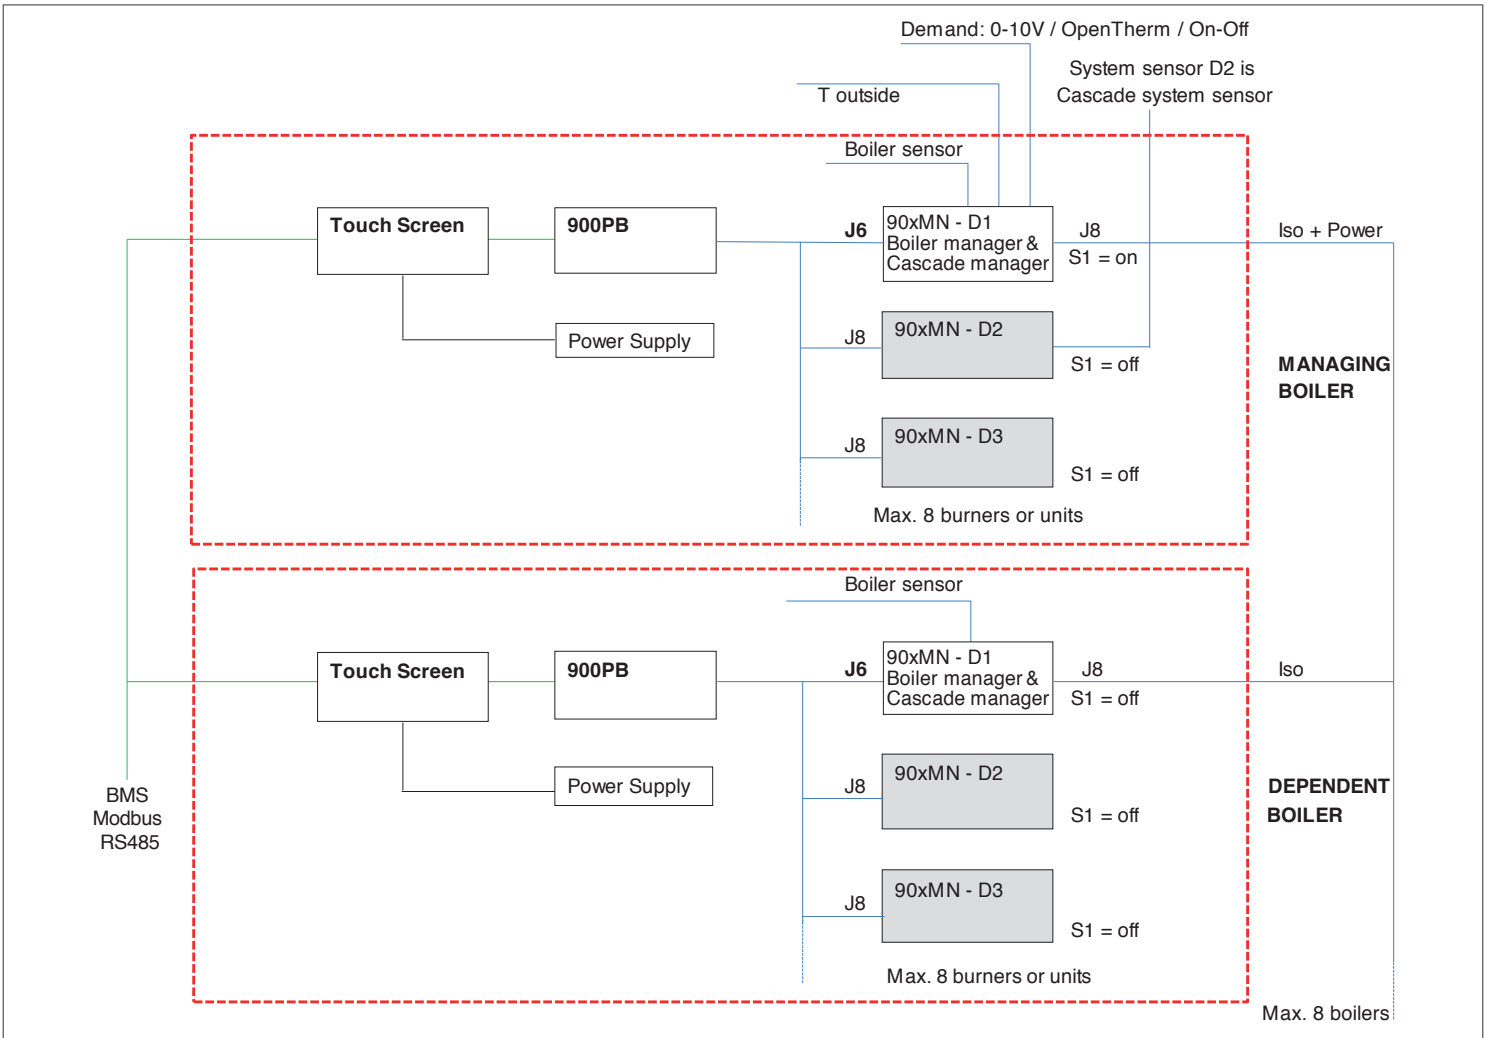 Demand: 0-10V / OpenTherm / On-Off
System sensor D2 is
Cascade system sensor
T outside
Boiler sensor
Touch Screen
900PB
J6
90xMN - D1
Boiler manager &
Cascade manager
J8
S1 = on
Iso + Power
Power Supply
J8
90xMN - D2
S1 = off
MANAGING
BOILER
J8
90xMN - D3
S1 = off
Max. 8 burners or units
Boiler sensor
Touch Screen
900PB
J6
90xMN - D1
Boiler manager &
Cascade manager
J8
S1 = off
Iso
Power Supply
J8
90xMN - D2
S1 = off
DEPENDENT
BOILER
BMS
Modbus
RS485
J8
90xMN - D3
S1 = off
Max. 8 burners or units
Max. 8 boilers